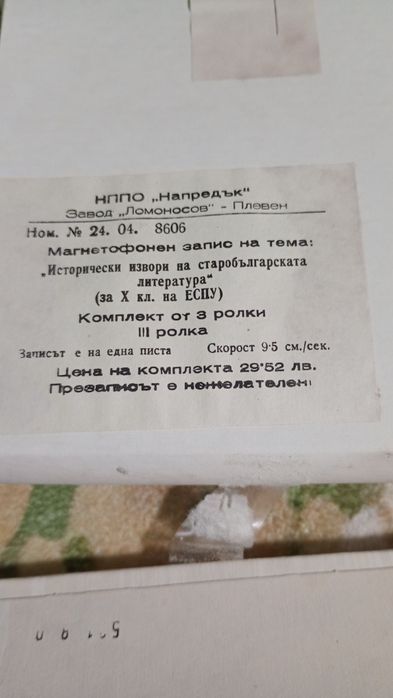 НППО „Напредък"
Завод „Ломоносов" - Плевен
Ном. № 24. 04. 8606
Магнетофонен запис на тема:
„Исторически извори на старобългарската
литература"
(за X кл. на ЕСПУ)
Комплект от 3 ролки
III ролка
Записът е на една писта Скорост 9·5 см./сек.
Цена на комплекта 29·52 лв.
Презаписът е нежелателен!